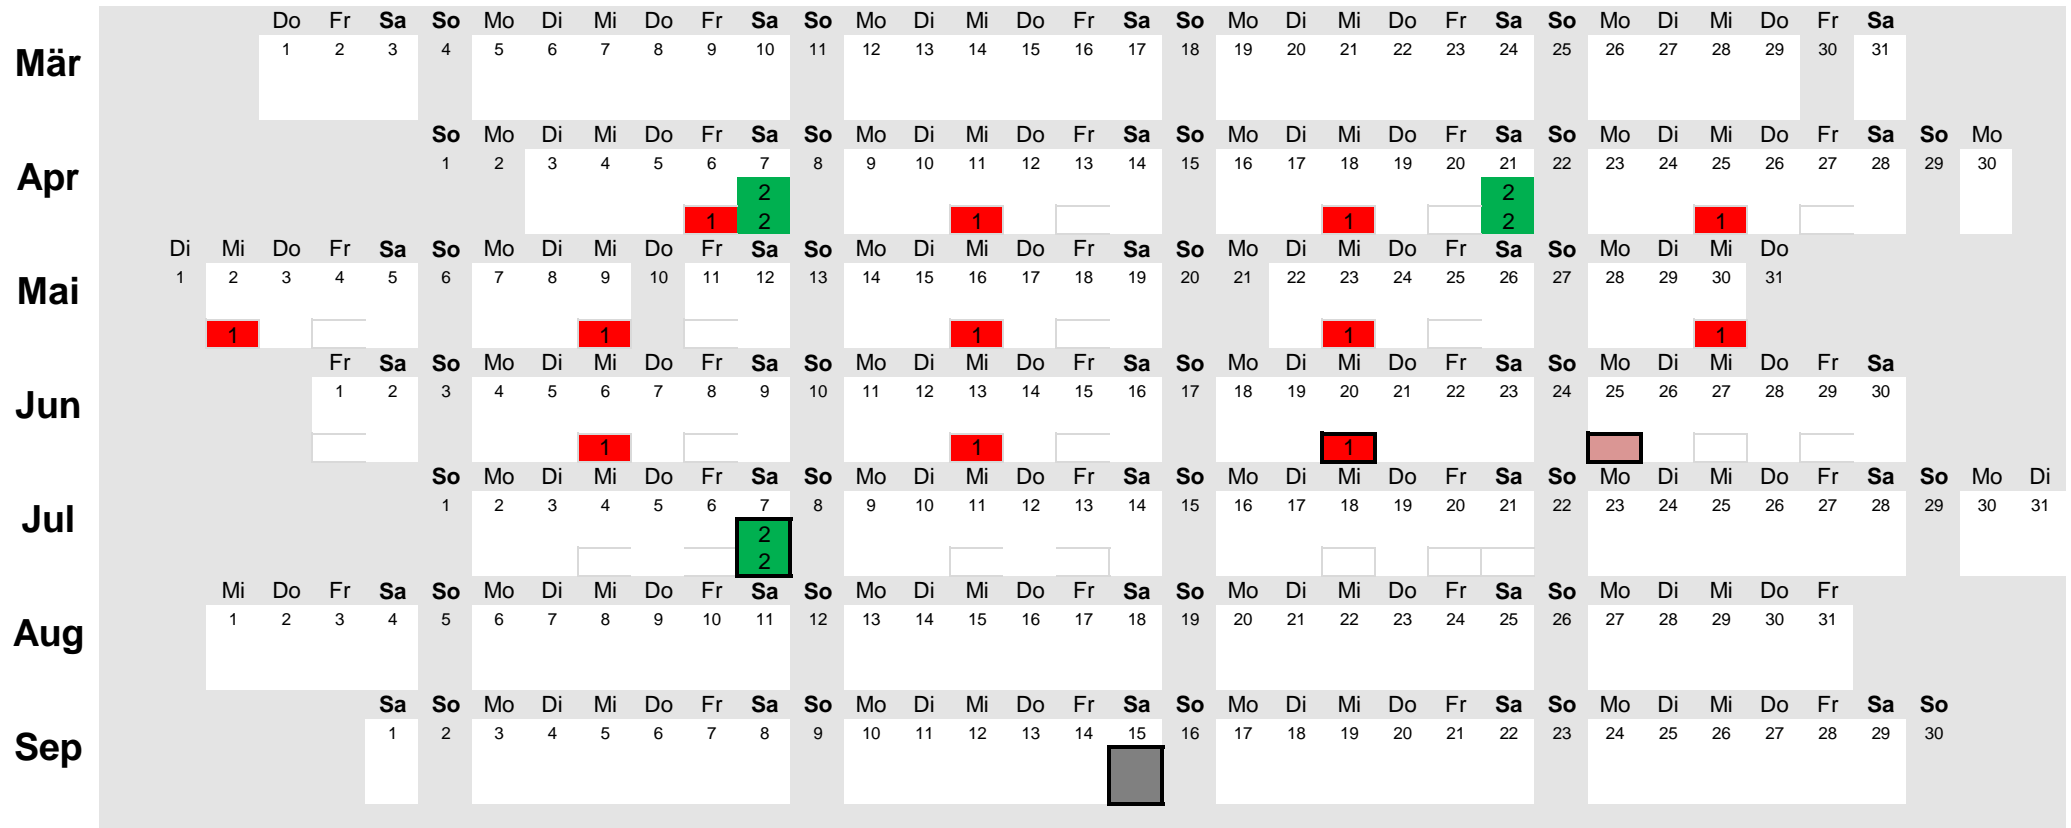 Do Fr Sa So Mo Di Mi Do Fr Sa So Mo Di Mi Do Fr Sa So Mo Di Mi Do Fr Sa So Mo Di Mi Do Fr Sa
Mär 1 2 3 4 5 6 7 8 9 10 11 12 13 14 15 16 17 18 19 20 21 22 23 24 25 26 27 28 29 30 31
So Mo Di Mi Do Fr Sa So Mo Di Mi Do Fr Sa So Mo Di Mi Do Fr Sa So Mo Di Mi Do Fr Sa So Mo
Apr 1 2 3 4 5 6 7 8 9 10 11 12 13 14 15 16 17 18 19 20 21 22 23 24 25 26 27 28 29 30
2 2
1 2 1 1 2 1
Di Mi Do Fr Sa So Mo Di Mi Do Fr Sa So Mo Di Mi Do Fr Sa So Mo Di Mi Do Fr Sa So Mo Di Mi Do
Mai 1 2 3 4 5 6 7 8 9 10 11 12 13 14 15 16 17 18 19 20 21 22 23 24 25 26 27 28 29 30 31
1 1 1 1 1
Fr Sa So Mo Di Mi Do Fr Sa So Mo Di Mi Do Fr Sa So Mo Di Mi Do Fr Sa So Mo Di Mi Do Fr Sa
Jun 1 2 3 4 5 6 7 8 9 10 11 12 13 14 15 16 17 18 19 20 21 22 23 24 25 26 27 28 29 30
1 1 1
So Mo Di Mi Do Fr Sa So Mo Di Mi Do Fr Sa So Mo Di Mi Do Fr Sa So Mo Di Mi Do Fr Sa So Mo Di
Jul 1 2 3 4 5 6 7 8 9 10 11 12 13 14 15 16 17 18 19 20 21 22 23 24 25 26 27 28 29 30 31
2
2
Mi Do Fr Sa So Mo Di Mi Do Fr Sa So Mo Di Mi Do Fr Sa So Mo Di Mi Do Fr Sa So Mo Di Mi Do Fr
Aug 1 2 3 4 5 6 7 8 9 10 11 12 13 14 15 16 17 18 19 20 21 22 23 24 25 26 27 28 29 30 31
Sa So Mo Di Mi Do Fr Sa So Mo Di Mi Do Fr Sa So Mo Di Mi Do Fr Sa So Mo Di Mi Do Fr Sa So
Sep 1 2 3 4 5 6 7 8 9 10 11 12 13 14 15 16 17 18 19 20 21 22 23 24 25 26 27 28 29 30